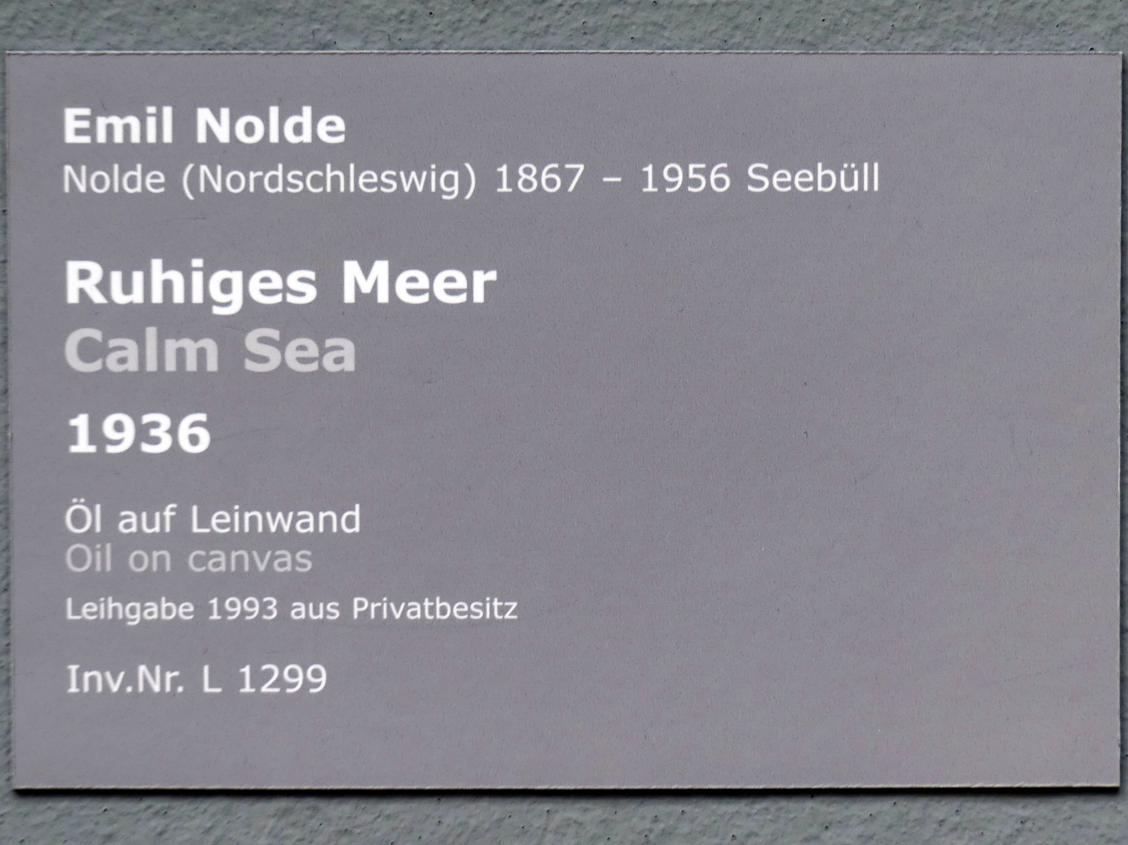 Emil Nolde
Nolde (Nordschleswig) 1867 – 1956 Seebüll
Ruhiges Meer
Calm Sea
1936
Öl auf Leinwand
Oil on canvas
Leihgabe 1993 aus Privatbesitz
Inv.Nr. L 1299